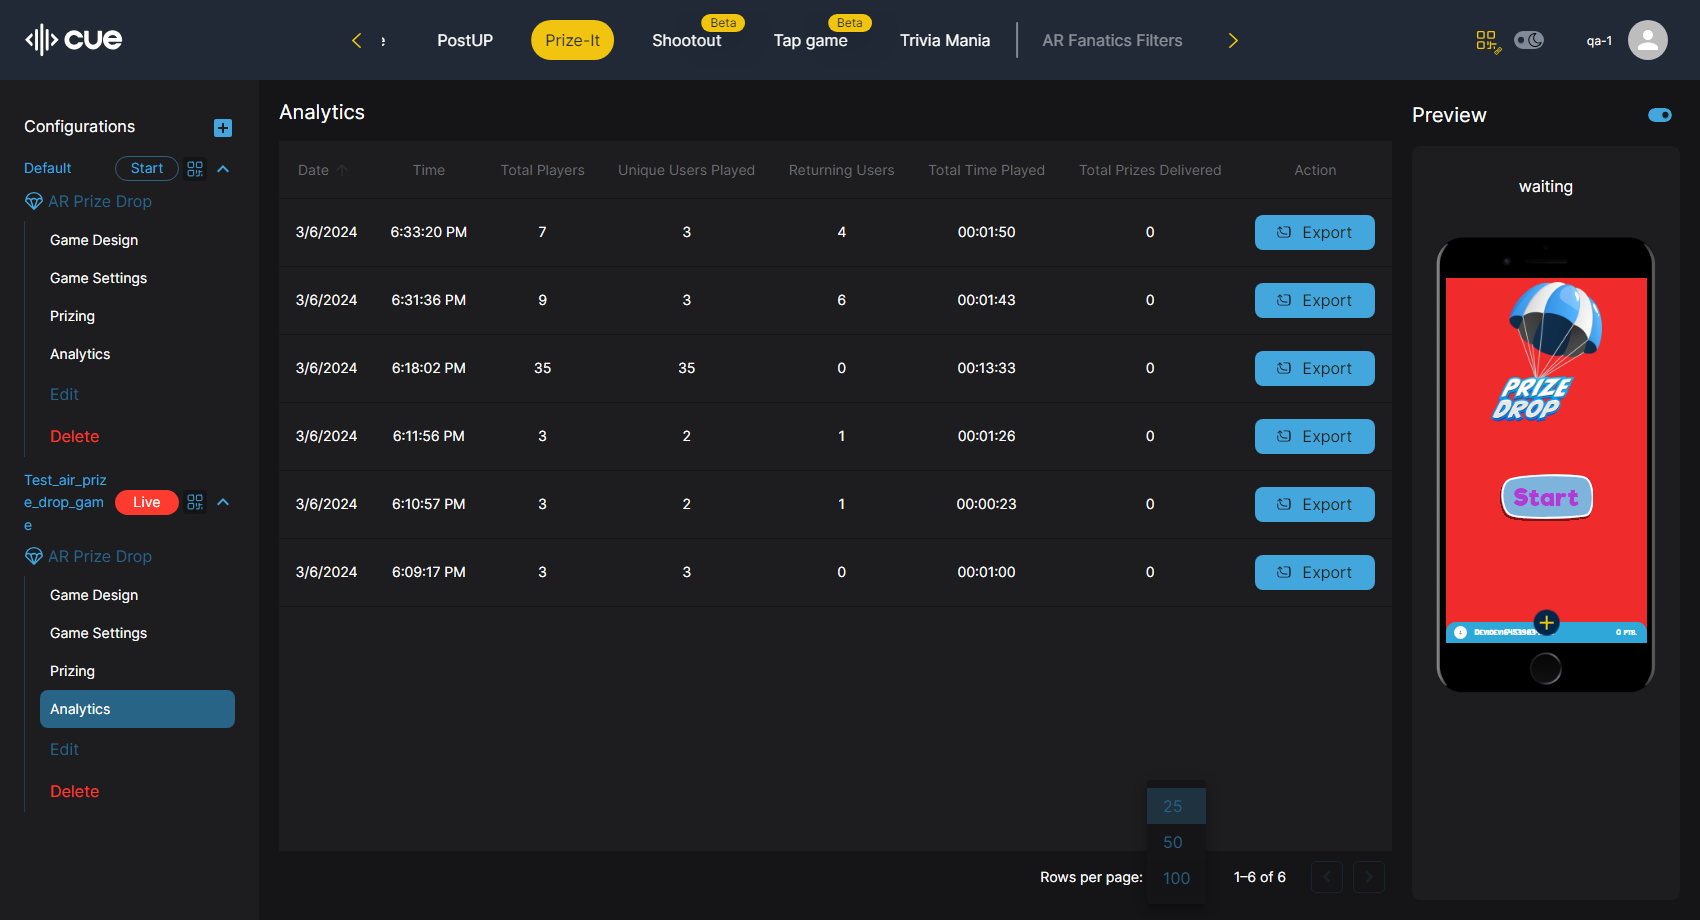 cue
PostUP
Prize-It
Beta
Shootout
Beta
Tap game
Trivia Mania
AR Fanatics Filters
qa-1
Configurations
Default
Start
AR Prize Drop
Game Design
Game Settings
Prizing
Analytics
Edit
Delete
Test_air_priz
e_drop_gam
e
Live
AR Prize Drop
Game Design
Game Settings
Prizing
Analytics
Edit
Delete
Analytics
Date Time Total Players Unique Users Played Returning Users Total Time Played Total Prizes Delivered Action
3/6/2024 6:33:20 PM 7 3 4 00:01:50 0 Export
3/6/2024 6:31:36 PM 9 3 6 00:01:43 0 Export
3/6/2024 6:18:02 PM 35 35 0 00:13:33 0 Export
3/6/2024 6:11:56 PM 3 2 1 00:01:26 0 Export
3/6/2024 6:10:57 PM 3 2 1 00:00:23 0 Export
3/6/2024 6:09:17 PM 3 3 0 00:01:00 0 Export
25
50
100
Rows per page:
1–6 of 6
Preview
waiting
PRIZE
DROP
Start
0 PTS.